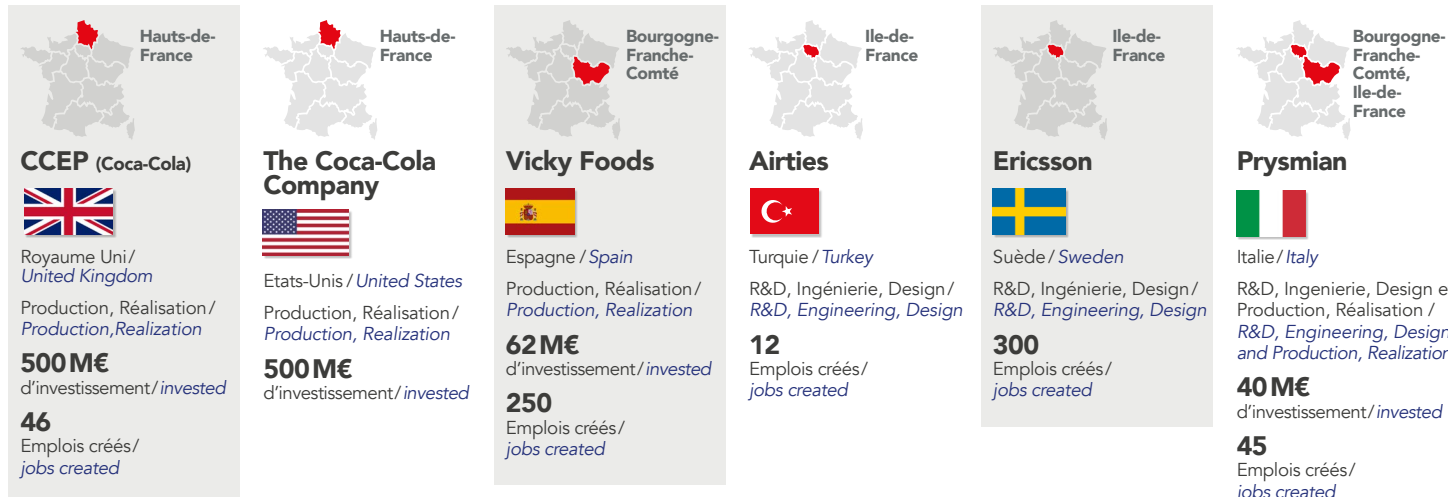 Hauts-de-
France
CCEP (Coca-Cola)
Royaume Uni/
United Kingdom
Production, Réalisation/
Production,Realization
500 M€
d’investissement/invested
46
Emplois créés/
jobs created
Hauts-de-
France
The Coca-Cola
Company
Etats-Unis/United States
Production, Réalisation/
Production, Realization
500 M€
d’investissement/invested
Bourgogne-
Franche-
Comté
Vicky Foods
Espagne/Spain
Production, Réalisation/
Production, Realization
62 M€
d’investissement/invested
250
Emplois créés/
jobs created
Ile-de-
France
Airties
Turquie/Turkey
R&D, Ingénierie, Design/
R&D, Engineering, Design
12
Emplois créés/
jobs created
Ile-de-
France
Ericsson
Suède/Sweden
R&D, Ingénierie, Design/
R&D, Engineering, Design
300
Emplois créés/
jobs created
Bourgogne-
Franche-
Comté,
Ile-de-
France
Prysmian
Italie/Italy
R&D, Ingenierie, Design e
Production, Réalisation /
R&D, Engineering, Design
and Production, Realization
40 M€
d’investissement/invested
45
Emplois créés/
jobs created